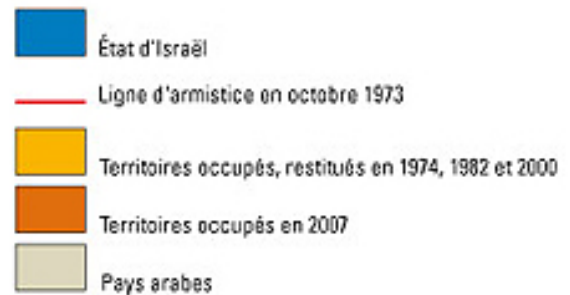 État d'Israël
Ligne d'armistice en octobre 1973
Territoires occupés, restitués en 1974, 1982 et 2000
Territoires occupés en 2007
Pays arabes